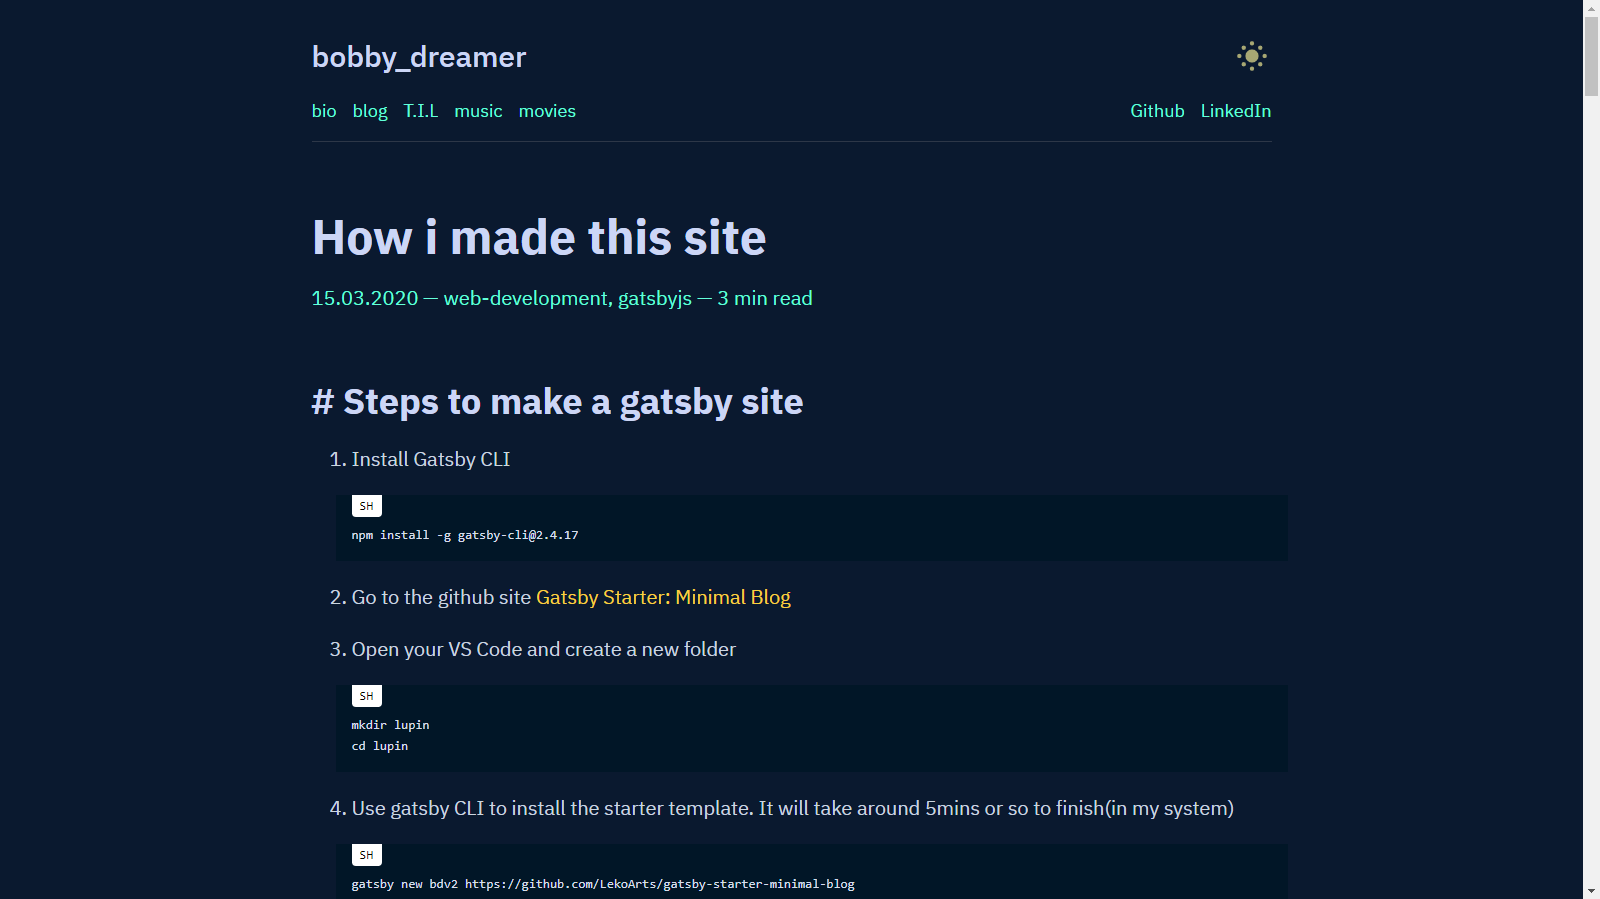 bobby_dreamer
bio blog T.I.L music movies Github LinkedIn
How i made this site
15.03.2020 — web-development, gatsbyjs — 3 min read
# Steps to make a gatsby site
1. Install Gatsby CLI
SH
npm install -g gatsby-cli@2.4.17
2. Go to the github site Gatsby Starter: Minimal Blog
3. Open your VS Code and create a new folder
SH
mkdir lupin
cd lupin
4. Use gatsby CLI to install the starter template. It will take around 5mins or so to finish(in my system)
SH
gatsby new bdv2 https://github.com/LekoArts/gatsby-starter-minimal-blog